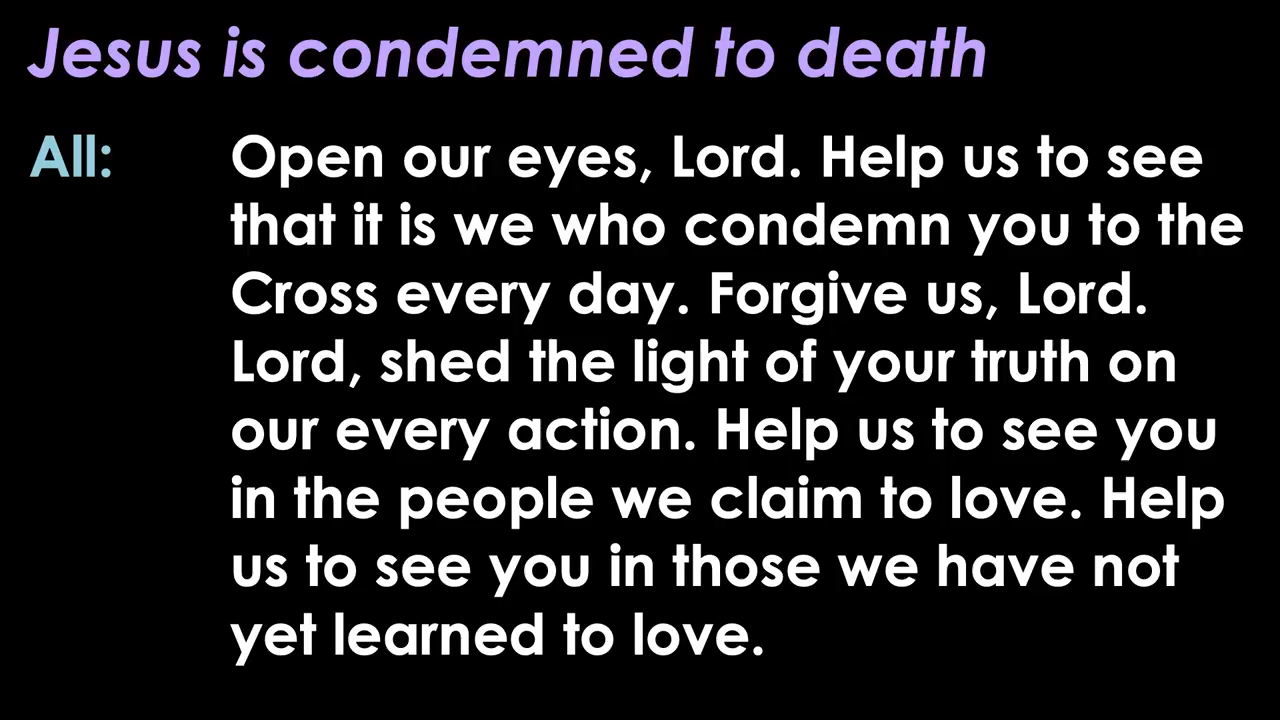 Jesus is condemned to death
All: Open our eyes, Lord. Help us to see
that it is we who condemn you to the
Cross every day. Forgive us, Lord.
Lord, shed the light of your truth on
our every action. Help us to see you
in the people we claim to love. Help
us to see you in those we have not
yet learned to love.